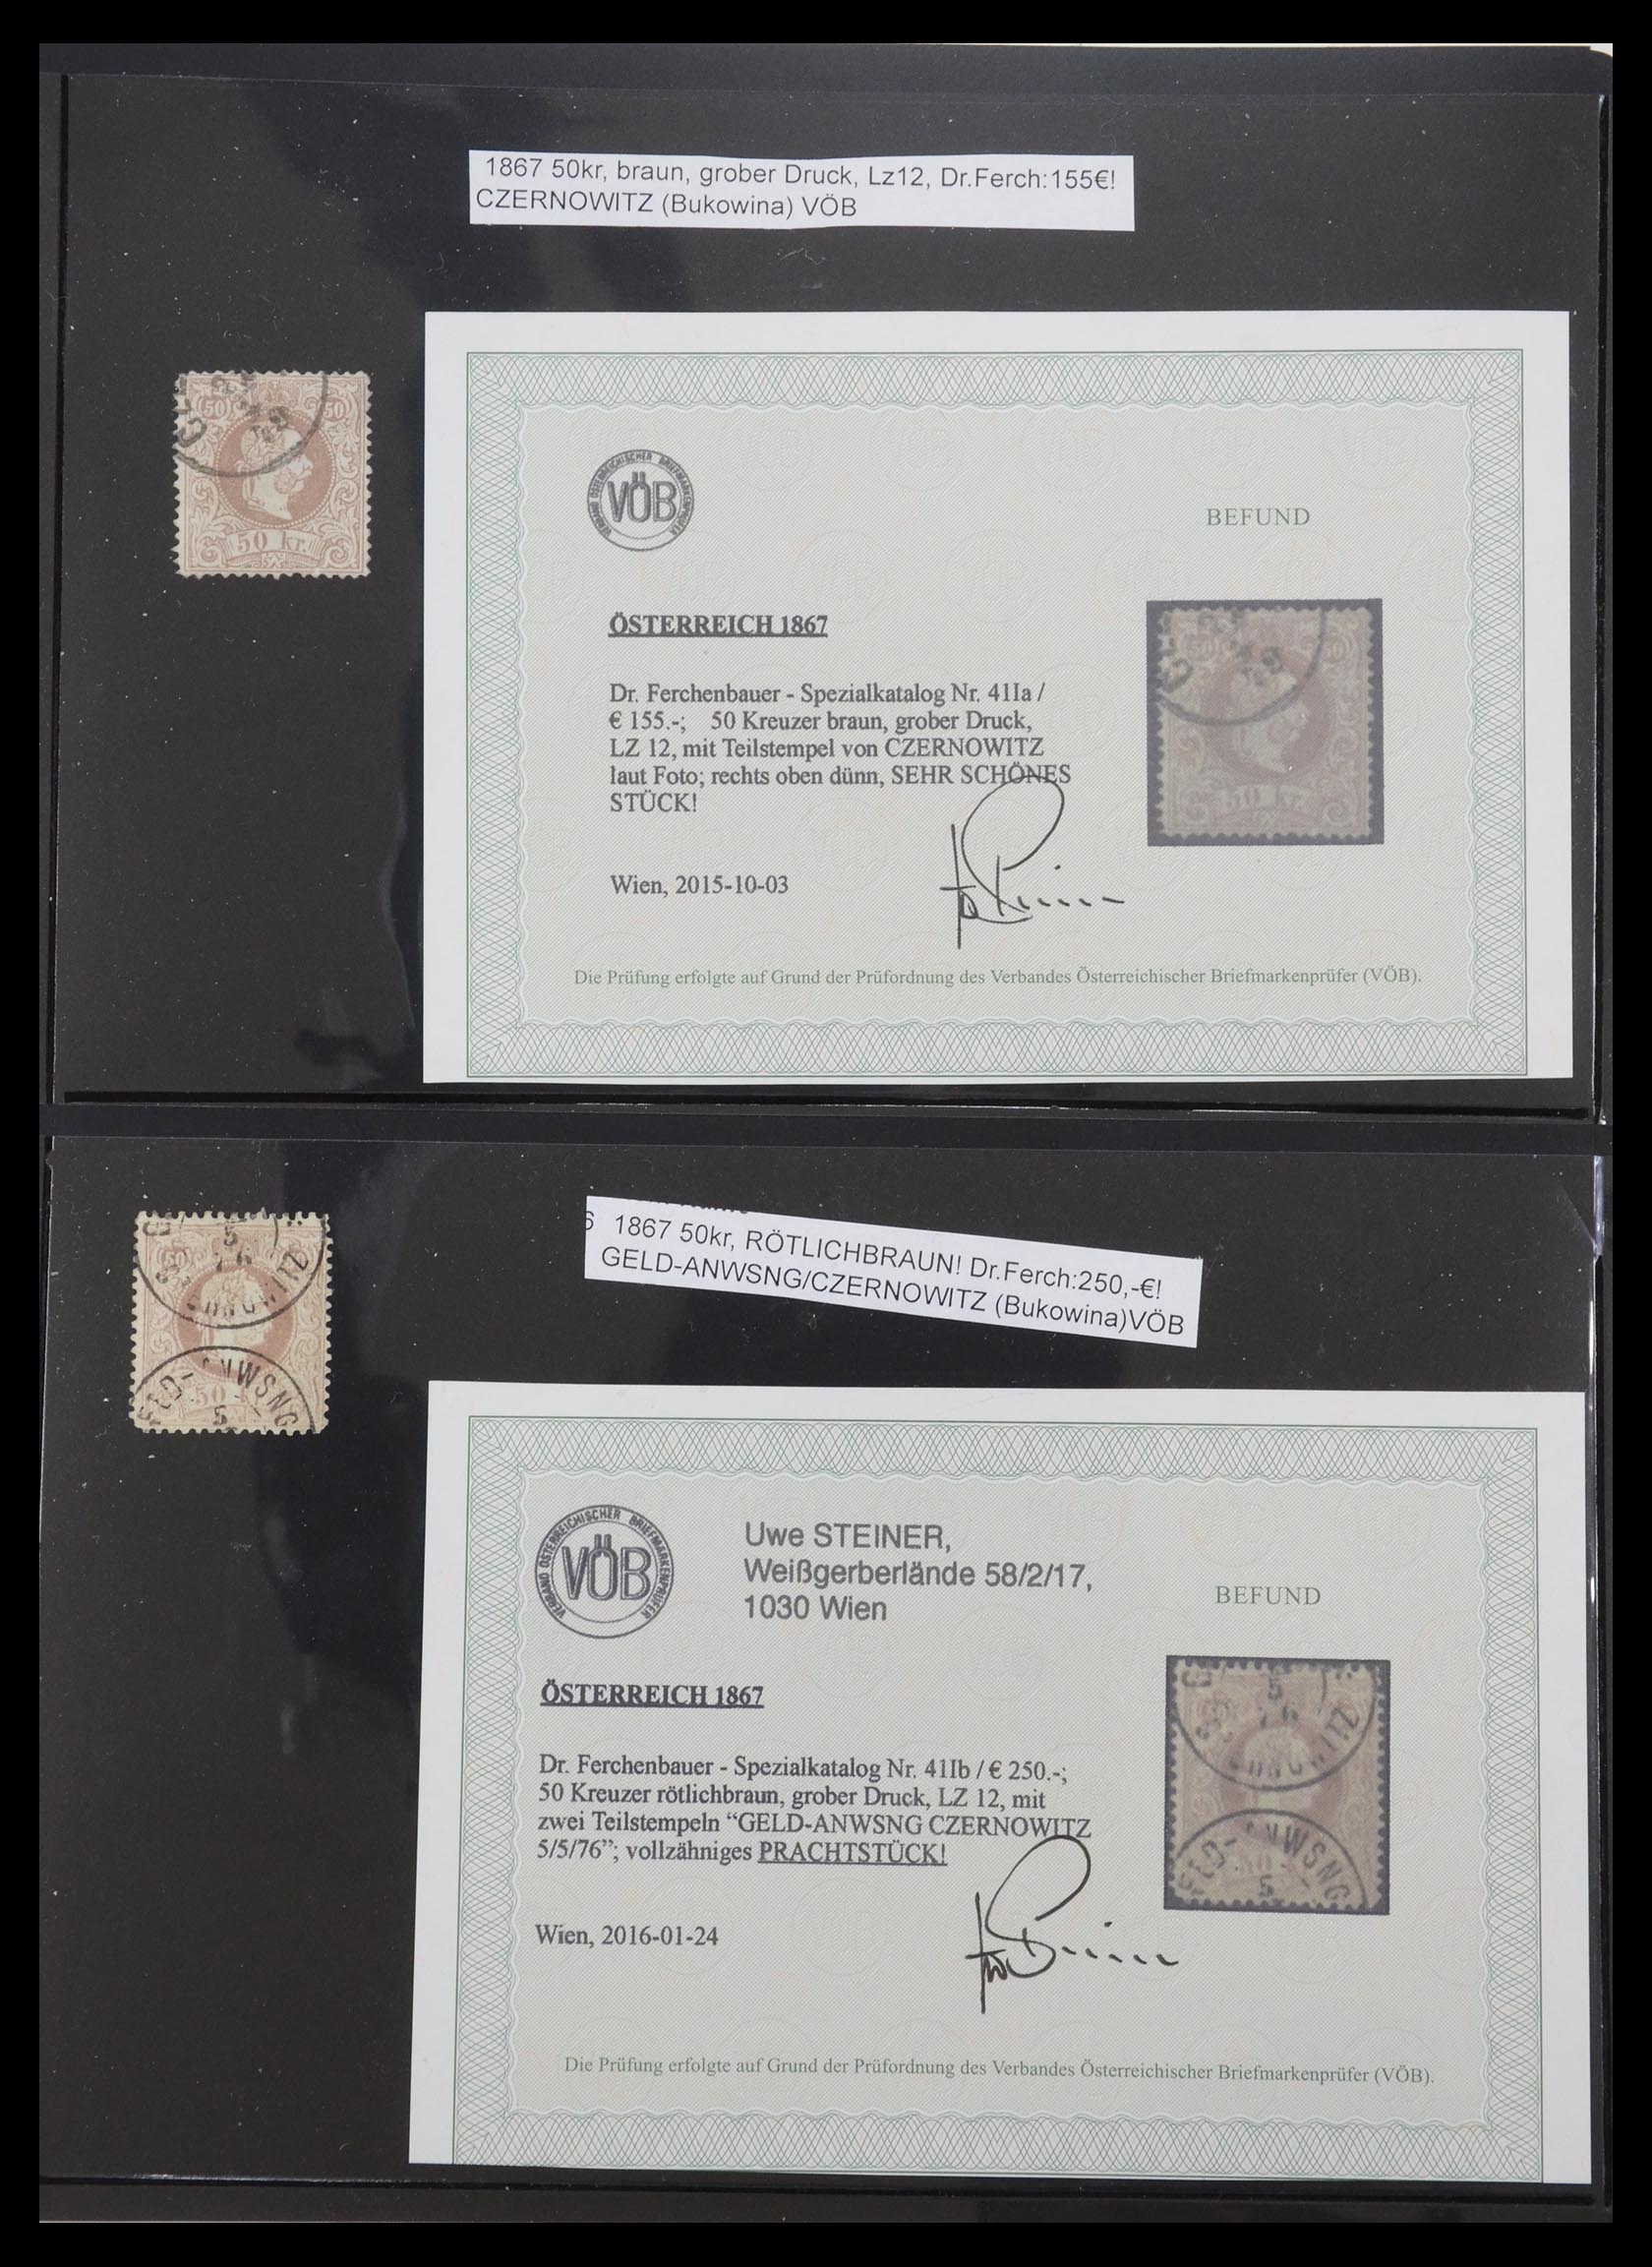 1867 50kr, braun, grober Druck, Lz12, Dr.Ferch:155€!
CZERNOWITZ (Bukowina) VÖB
50 50
50 kr.
VERBAND ÖSTERREICHISCHER BRIEFMARKENPRÜFER
VÖB
BEFUND
ÖSTERREICH 1867
Dr. Ferchenbauer - Spezialkatalog Nr. 41Ia /
€ 155.-; 50 Kreuzer braun, grober Druck,
LZ 12, mit Teilstempel von CZERNOWITZ
laut Foto; rechts oben dünn, SEHR SCHÖNES
STÜCK!
Wien, 2015-10-03
Die Prüfung erfolgte auf Grund der Prüfordnung des Verbandes Österreichischer Briefmarkenprüfer (VÖB).
6 1867 50kr, RÖTLICHBRAUN! Dr.Ferch:250,-€!
GELD-ANWSNG/CZERNOWITZ (Bukowina)VÖB
50
VERBAND ÖSTERREICHISCHER BRIEFMARKENPRÜFER
VÖB
Uwe STEINER,
Weißgerberlände 58/2/17,
1030 Wien
BEFUND
ÖSTERREICH 1867
Dr. Ferchenbauer - Spezialkatalog Nr. 41Ib / € 250.-;
50 Kreuzer rötlichbraun, grober Druck, LZ 12, mit
zwei Teilstempeln “GELD-ANWSNG CZERNOWITZ
5/5/76”; vollzähniges PRACHTSTÜCK!
Wien, 2016-01-24
Die Prüfung erfolgte auf Grund der Prüfordnung des Verbandes Österreichischer Briefmarkenprüfer (VÖB).